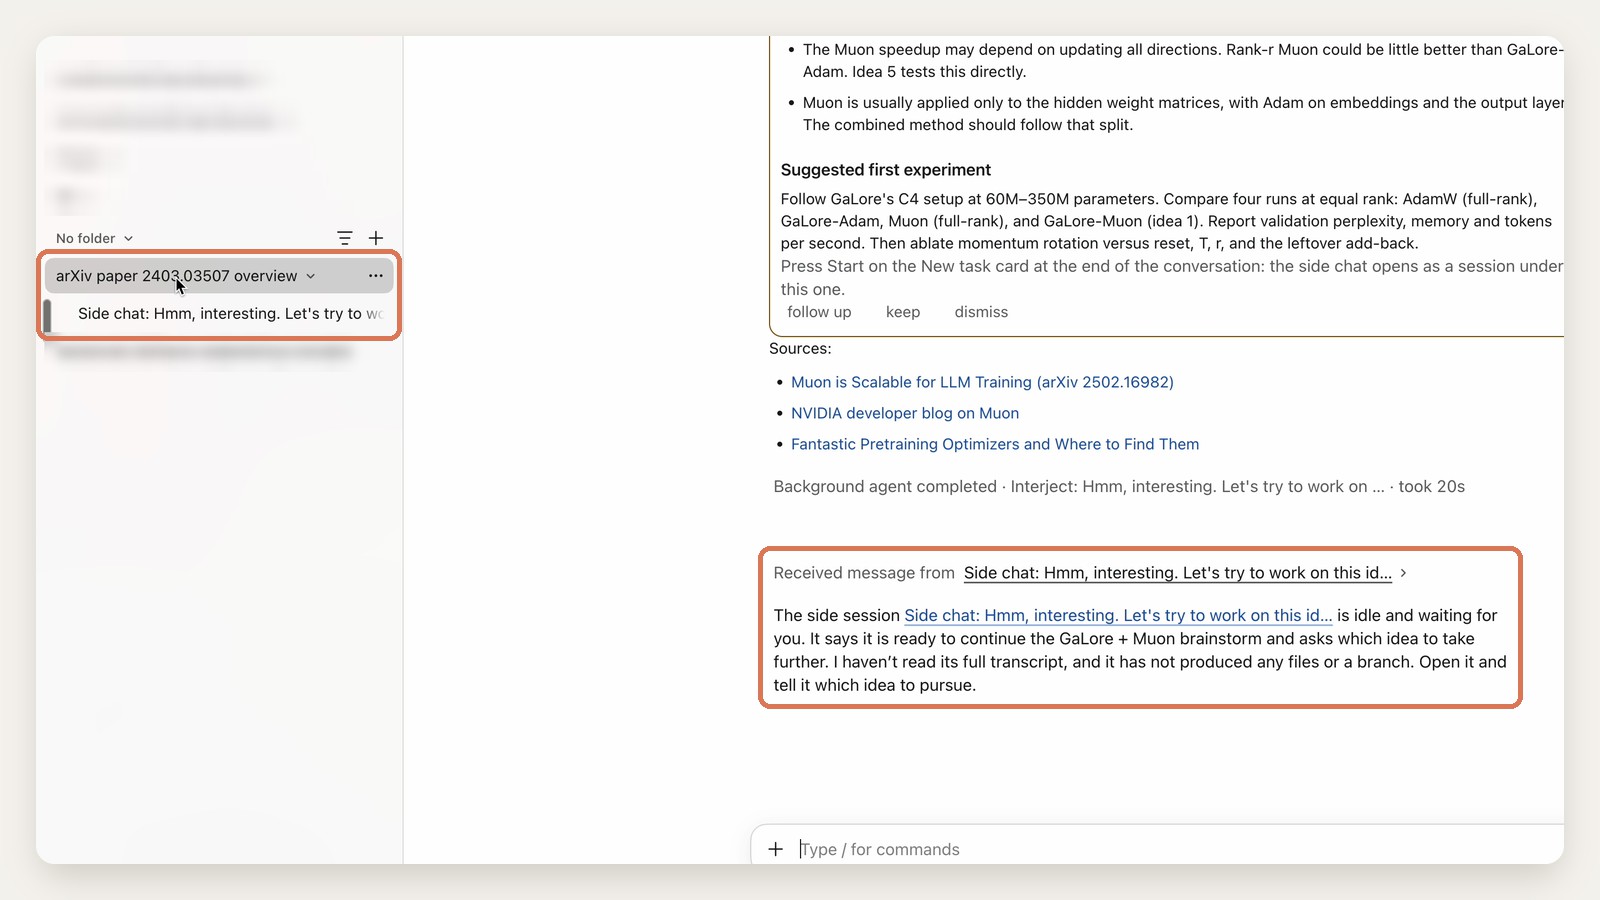 No folder
arXiv paper 2403.03507 overview
Side chat: Hmm, interesting. Let's try to wo
The Muon speedup may depend on updating all directions. Rank-r Muon could be little better than GaLore-
Adam. Idea 5 tests this directly.
Muon is usually applied only to the hidden weight matrices, with Adam on embeddings and the output layer
The combined method should follow that split.
Suggested first experiment
Follow GaLore's C4 setup at 60M–350M parameters. Compare four runs at equal rank: AdamW (full-rank),
GaLore-Adam, Muon (full-rank), and GaLore-Muon (idea 1). Report validation perplexity, memory and tokens
per second. Then ablate momentum rotation versus reset, T, r, and the leftover add-back.
Press Start on the New task card at the end of the conversation: the side chat opens as a session under
this one.
follow up keep dismiss
Sources:
Muon is Scalable for LLM Training (arXiv 2502.16982)
NVIDIA developer blog on Muon
Fantastic Pretraining Optimizers and Where to Find Them
Background agent completed · Interject: Hmm, interesting. Let's try to work on ... · took 20s
Received message from Side chat: Hmm, interesting. Let's try to work on this id...
The side session Side chat: Hmm, interesting. Let's try to work on this id... is idle and waiting for
you. It says it is ready to continue the GaLore + Muon brainstorm and asks which idea to take
further. I haven’t read its full transcript, and it has not produced any files or a branch. Open it and
tell it which idea to pursue.
Type / for commands